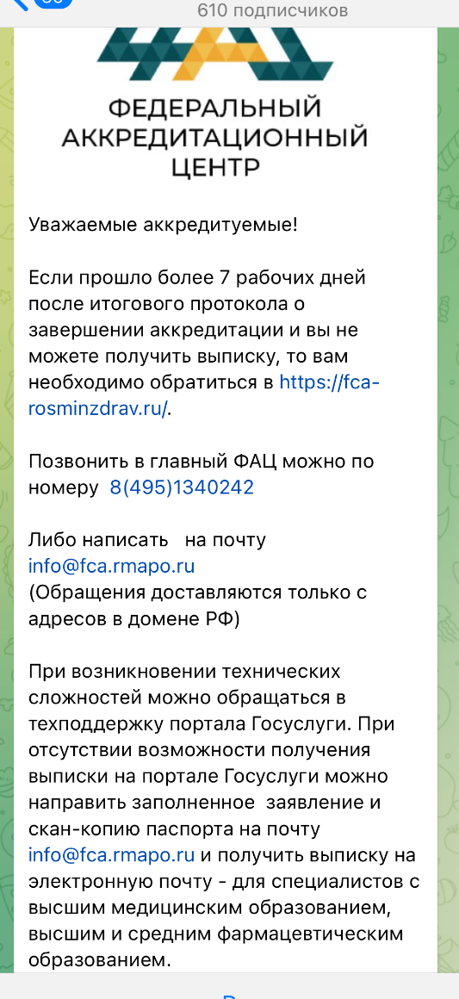 610 подписчиков
ФЕДЕРАЛЬНЫЙ
АККРЕДИТАЦИОННЫЙ
ЦЕНТР
Уважаемые аккредитуемые!
Если прошло более 7 рабочих дней
после итогового протокола о
завершении аккредитации и вы не
можете получить выписку, то вам
необходимо обратиться в https://fca-
rosminzdrav.ru/.
Позвонить в главный ФАЦ можно по
номеру  8(495)1340242
Либо написать   на почту
info@fca.rmapo.ru
(Обращения доставляются только с
адресов в домене РФ)
При возникновении технических
сложностей можно обращаться в
техподдержку портала Госуслуги. При
отсутствии возможности получения
выписки на портале Госуслуги можно
направить заполненное  заявление и
скан-копию паспорта на почту
info@fca.rmapo.ru и получить выписку на
электронную почту - для специалистов с
высшим медицинским образованием,
высшим и средним фармацевтическим
образованием.